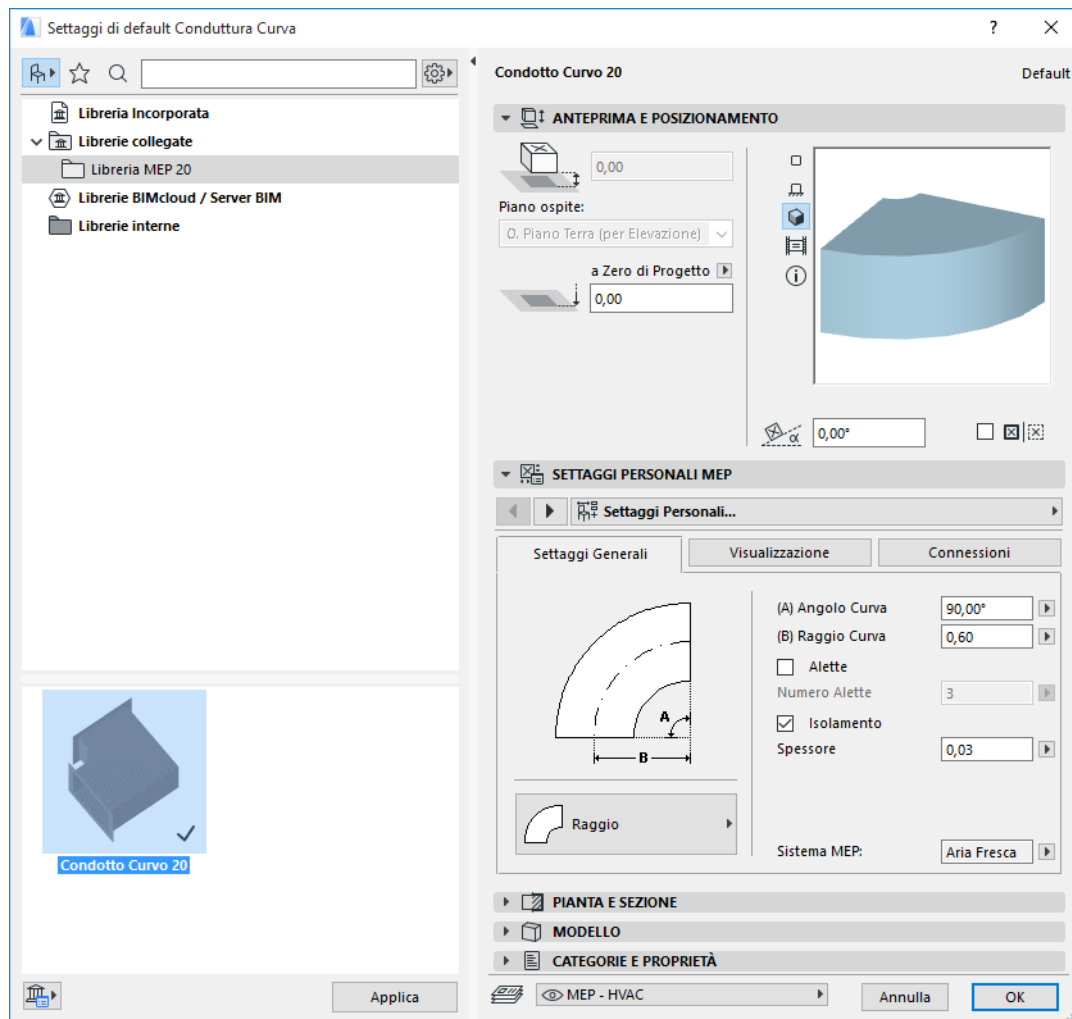 Settaggi di default Conduttura Curva
?
Libreria Incorporata
Librerie collegate
Libreria MEP 20
Librerie BIMcloud / Server BIM
Librerie interne
Condotto Curvo 20
Applica
Condotto Curvo 20
Default
ANTEPRIMA E POSIZIONAMENTO
0,00
Piano ospite:
0. Piano Terra (per Elevazione)
a Zero di Progetto
0,00
α
0,00°
SETTAGGI PERSONALI MEP
Settaggi Personali...
Settaggi Generali
Visualizzazione
Connessioni
A
B
Raggio
(A) Angolo Curva
90,00°
(B) Raggio Curva
0,60
Alette
Numero Alette
3
Isolamento
Spessore
0,03
Sistema MEP:
Aria Fresca
PIANTA E SEZIONE
MODELLO
CATEGORIE E PROPRIETÀ
MEP - HVAC
Annulla
OK